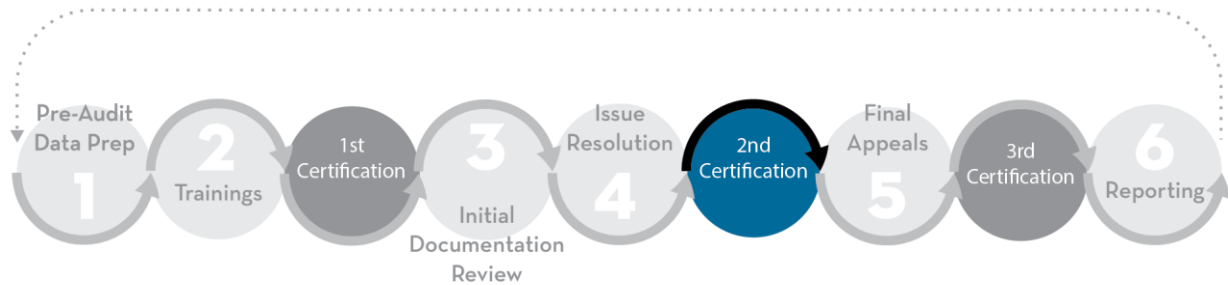 Pre-Audit
Data Prep
1
2
Trainings
1st
Certification
3
Initial
Documentation
Review
Issue
Resolution
4
2nd
Certification
Final
Appeals
5
3rd
Certification
6
Reporting